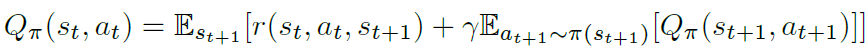 Q_π(s_t, a_t) = 𝔼_{s_{t+1}}[r(s_t, a_t, s_{t+1}) + γ𝔼_{a_{t+1}∼π(s_{t+1})}[Q_π(s_{t+1}, a_{t+1})]]